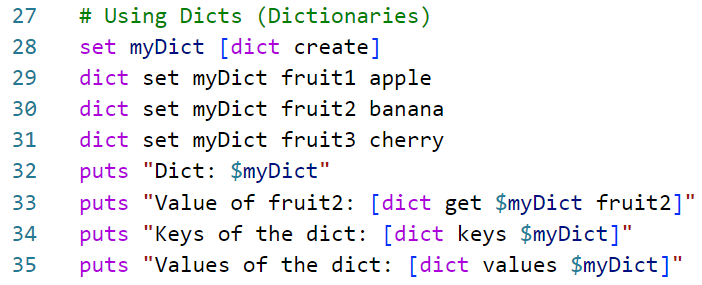 27 # Using Dicts (Dictionaries)
28 set myDict [dict create]
29 dict set myDict fruit1 apple
30 dict set myDict fruit2 banana
31 dict set myDict fruit3 cherry
32 puts "Dict: $myDict"
33 puts "Value of fruit2: [dict get $myDict fruit2]"
34 puts "Keys of the dict: [dict keys $myDict]"
35 puts "Values of the dict: [dict values $myDict]"